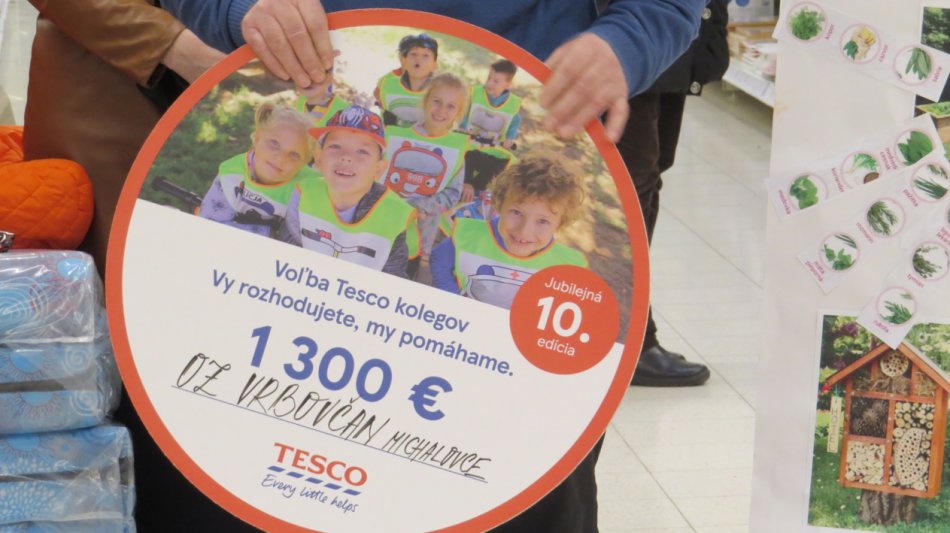 Voľba Tesco kolegov
Vy rozhodujete, my pomáhame.
1 300 €
OZ VRBOVČAN MICHALOVCE
TESCO
Every little helps
Jubilejná
10.
edícia